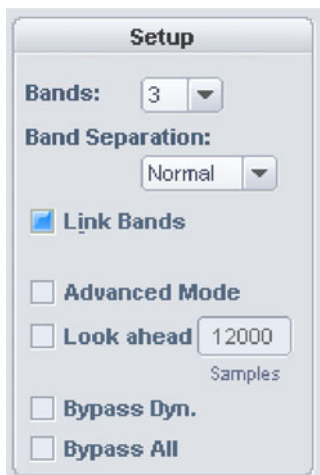 Setup
Bands: 3
Band Separation:
Normal
Link Bands
Advanced Mode
Look ahead 12000
Samples
Bypass Dyn.
Bypass All